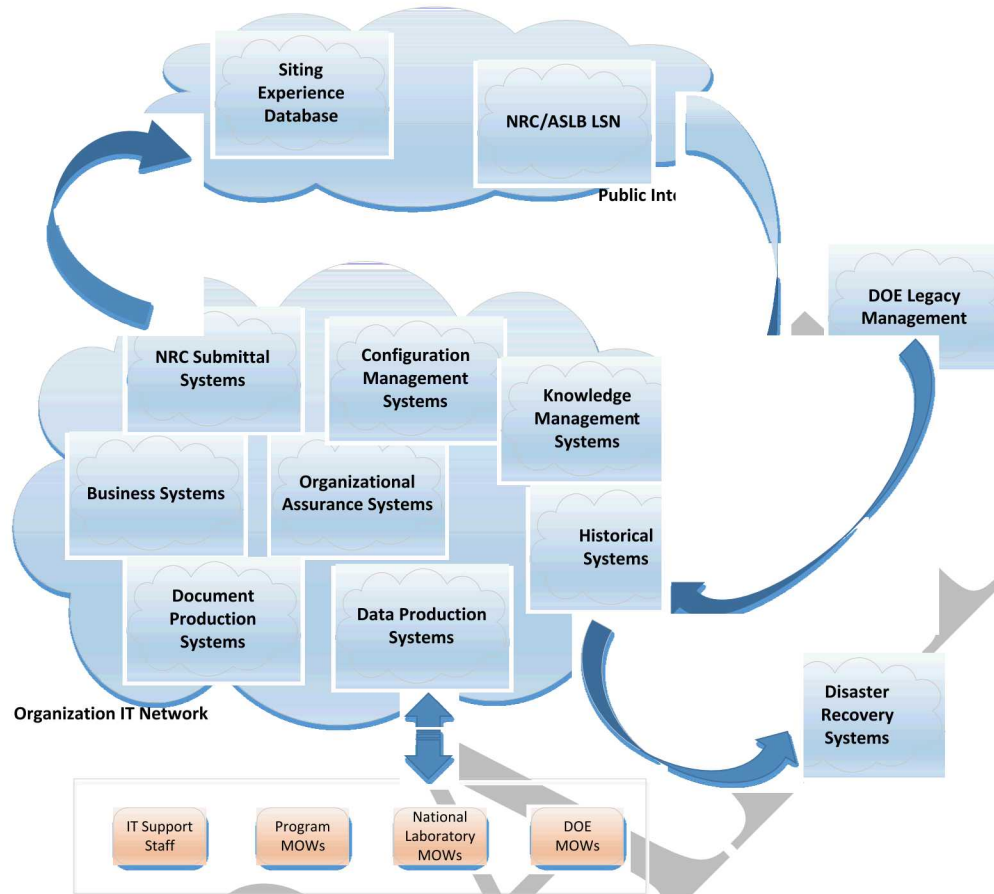 Siting
Experience
Database
NRC/ASLB LSN
Public
DOE Legacy
Management
NRC Submittal
Systems
Configuration
Management
Systems
Knowledge
Management
Systems
Business Systems
Organizational
Assurance Systems
Historical
Systems
Document
Production
Systems
Data Production
Systems
Organization IT Network
Disaster
Recovery
Systems
IT Support
Staff
Program
MOWs
National
Laboratory
MOWs
DOE
MOWs